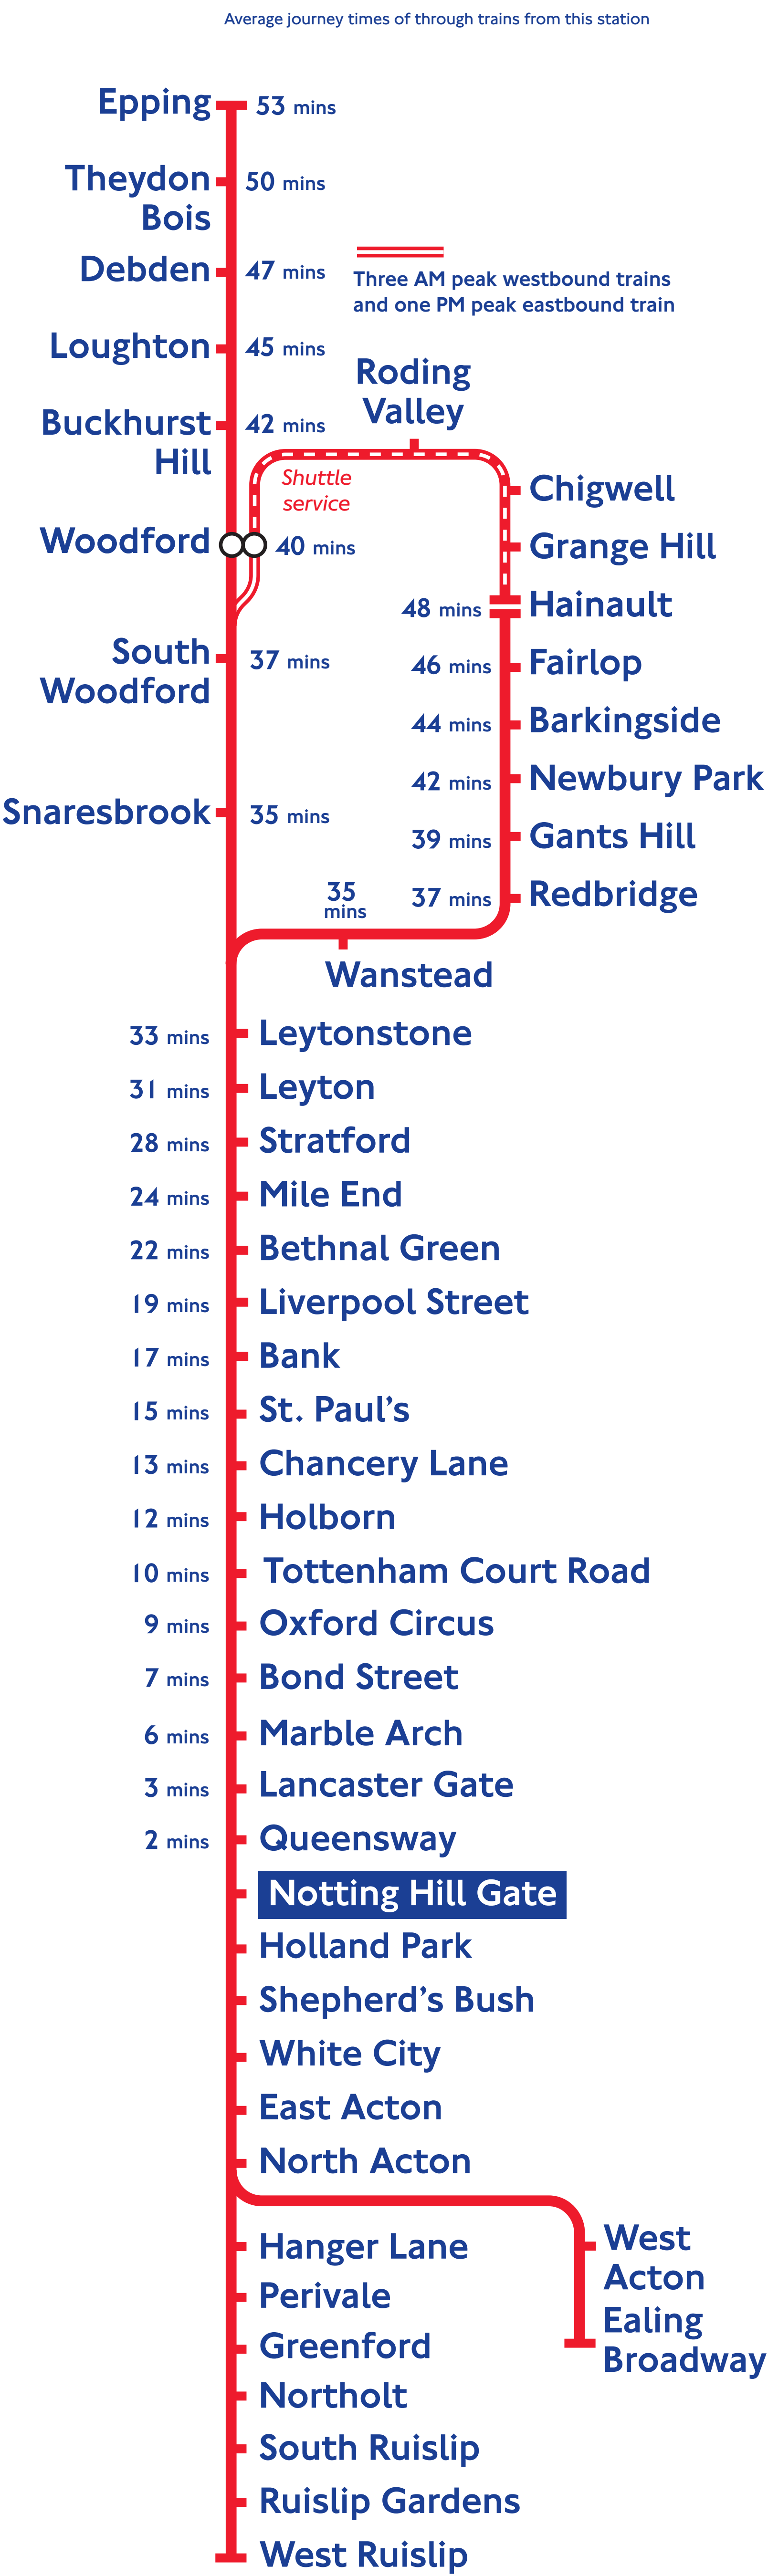 Average journey times of through trains from this station
Epping 53 mins
Theydon 50 mins
Bois
Debden 47 mins
Three AM peak westbound trains
and one PM peak eastbound train
Loughton 45 mins
Roding
Valley
Buckhurst 42 mins
Hill
Shuttle
service
Chigwell
Woodford 40 mins
Grange Hill
48 mins Hainault
South 37 mins
Woodford
46 mins Fairlop
44 mins Barkingside
42 mins Newbury Park
Snaresbrook 35 mins
39 mins Gants Hill
37 mins Redbridge
35
mins
Wanstead
33 mins Leytonstone
31 mins Leyton
28 mins Stratford
24 mins Mile End
22 mins Bethnal Green
19 mins Liverpool Street
17 mins Bank
15 mins St. Paul’s
13 mins Chancery Lane
12 mins Holborn
10 mins Tottenham Court Road
9 mins Oxford Circus
7 mins Bond Street
6 mins Marble Arch
3 mins Lancaster Gate
2 mins Queensway
Notting Hill Gate
Holland Park
Shepherd’s Bush
White City
East Acton
North Acton
Hanger Lane
Perivale
Greenford
Northolt
South Ruislip
Ruislip Gardens
West Ruislip
West
Acton
Ealing
Broadway